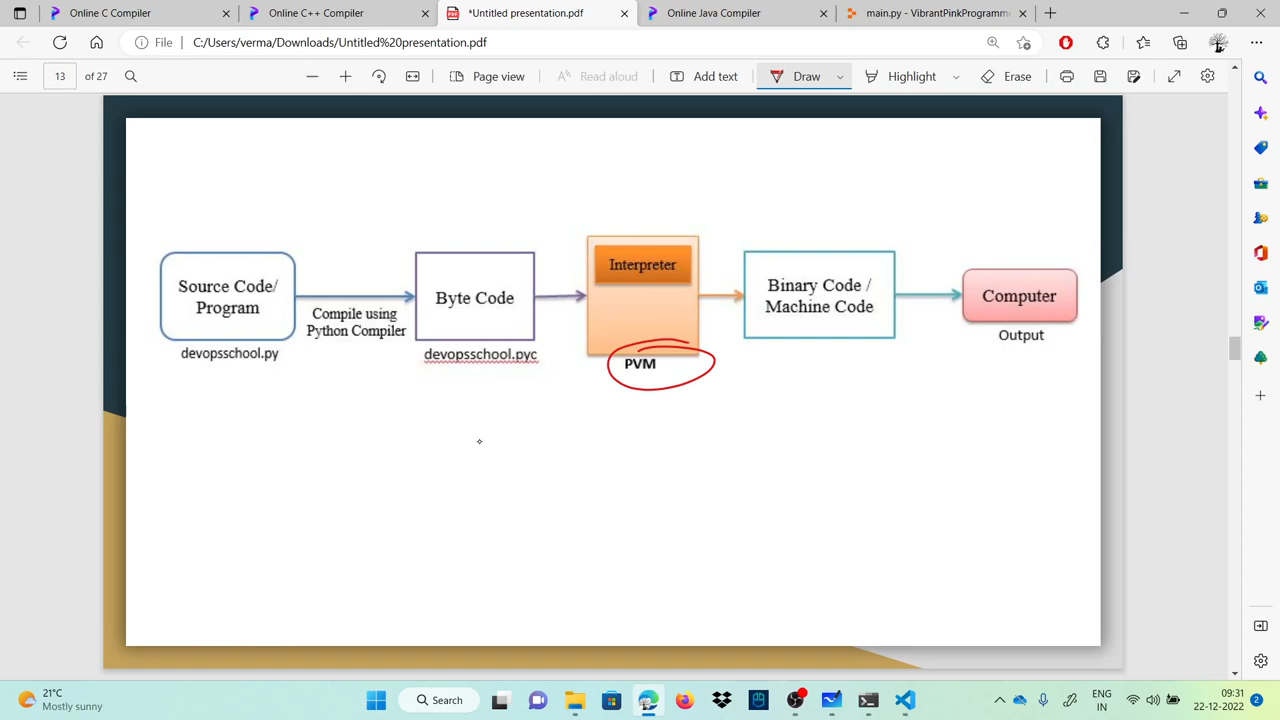 Online C Compiler
Online C++ Compiler
*Untitled presentation.pdf
Online Java Compiler
main.py - VibrantPinkProgramme
File
C:/Users/verma/Downloads/Untitled%20presentation.pdf
13 of 27
Page view
Read aloud
Add text
Draw
Highlight
Erase
Source Code/
Program
devopsschool.py
Compile using
Python Compiler
Byte Code
devopsschool.pyc
Interpreter
PVM
Binary Code /
Machine Code
Computer
Output
21°C
Mostly sunny
Search
ENG
IN
09:31
22-12-2022
2